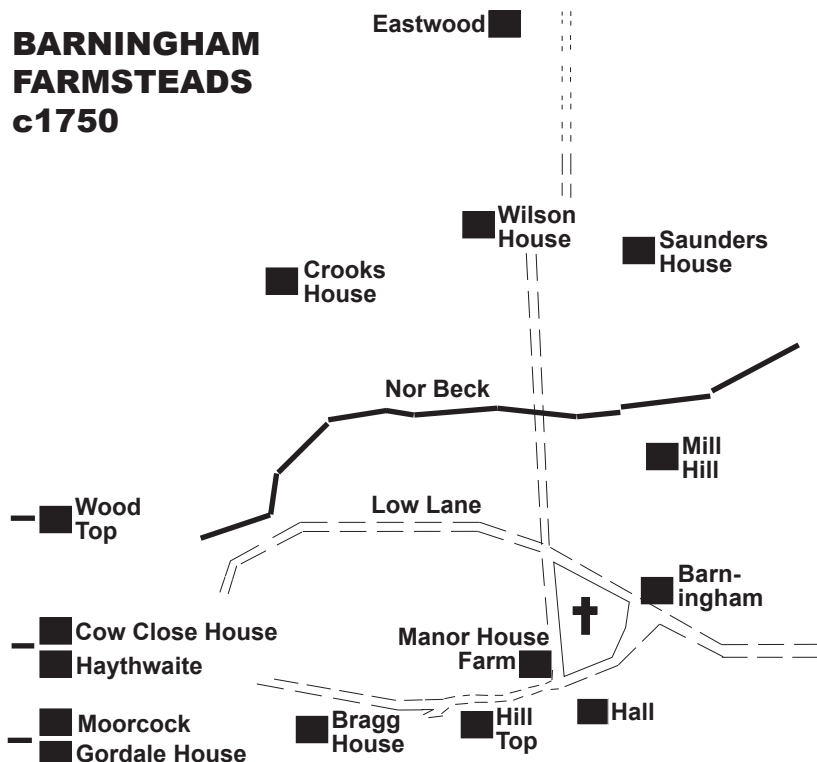 BARNINGHAM
FARMSTEADS
c1750
Eastwood
Wilson
House
Saunders
House
Crooks
House
Nor Beck
Mill
Hill
Wood
Top
Low Lane
Barn-
ingham
Cow Close House
Manor House
Farm
Haythwaite
Moorcock
Bragg
House
Hill
Top
Hall
Gordale House